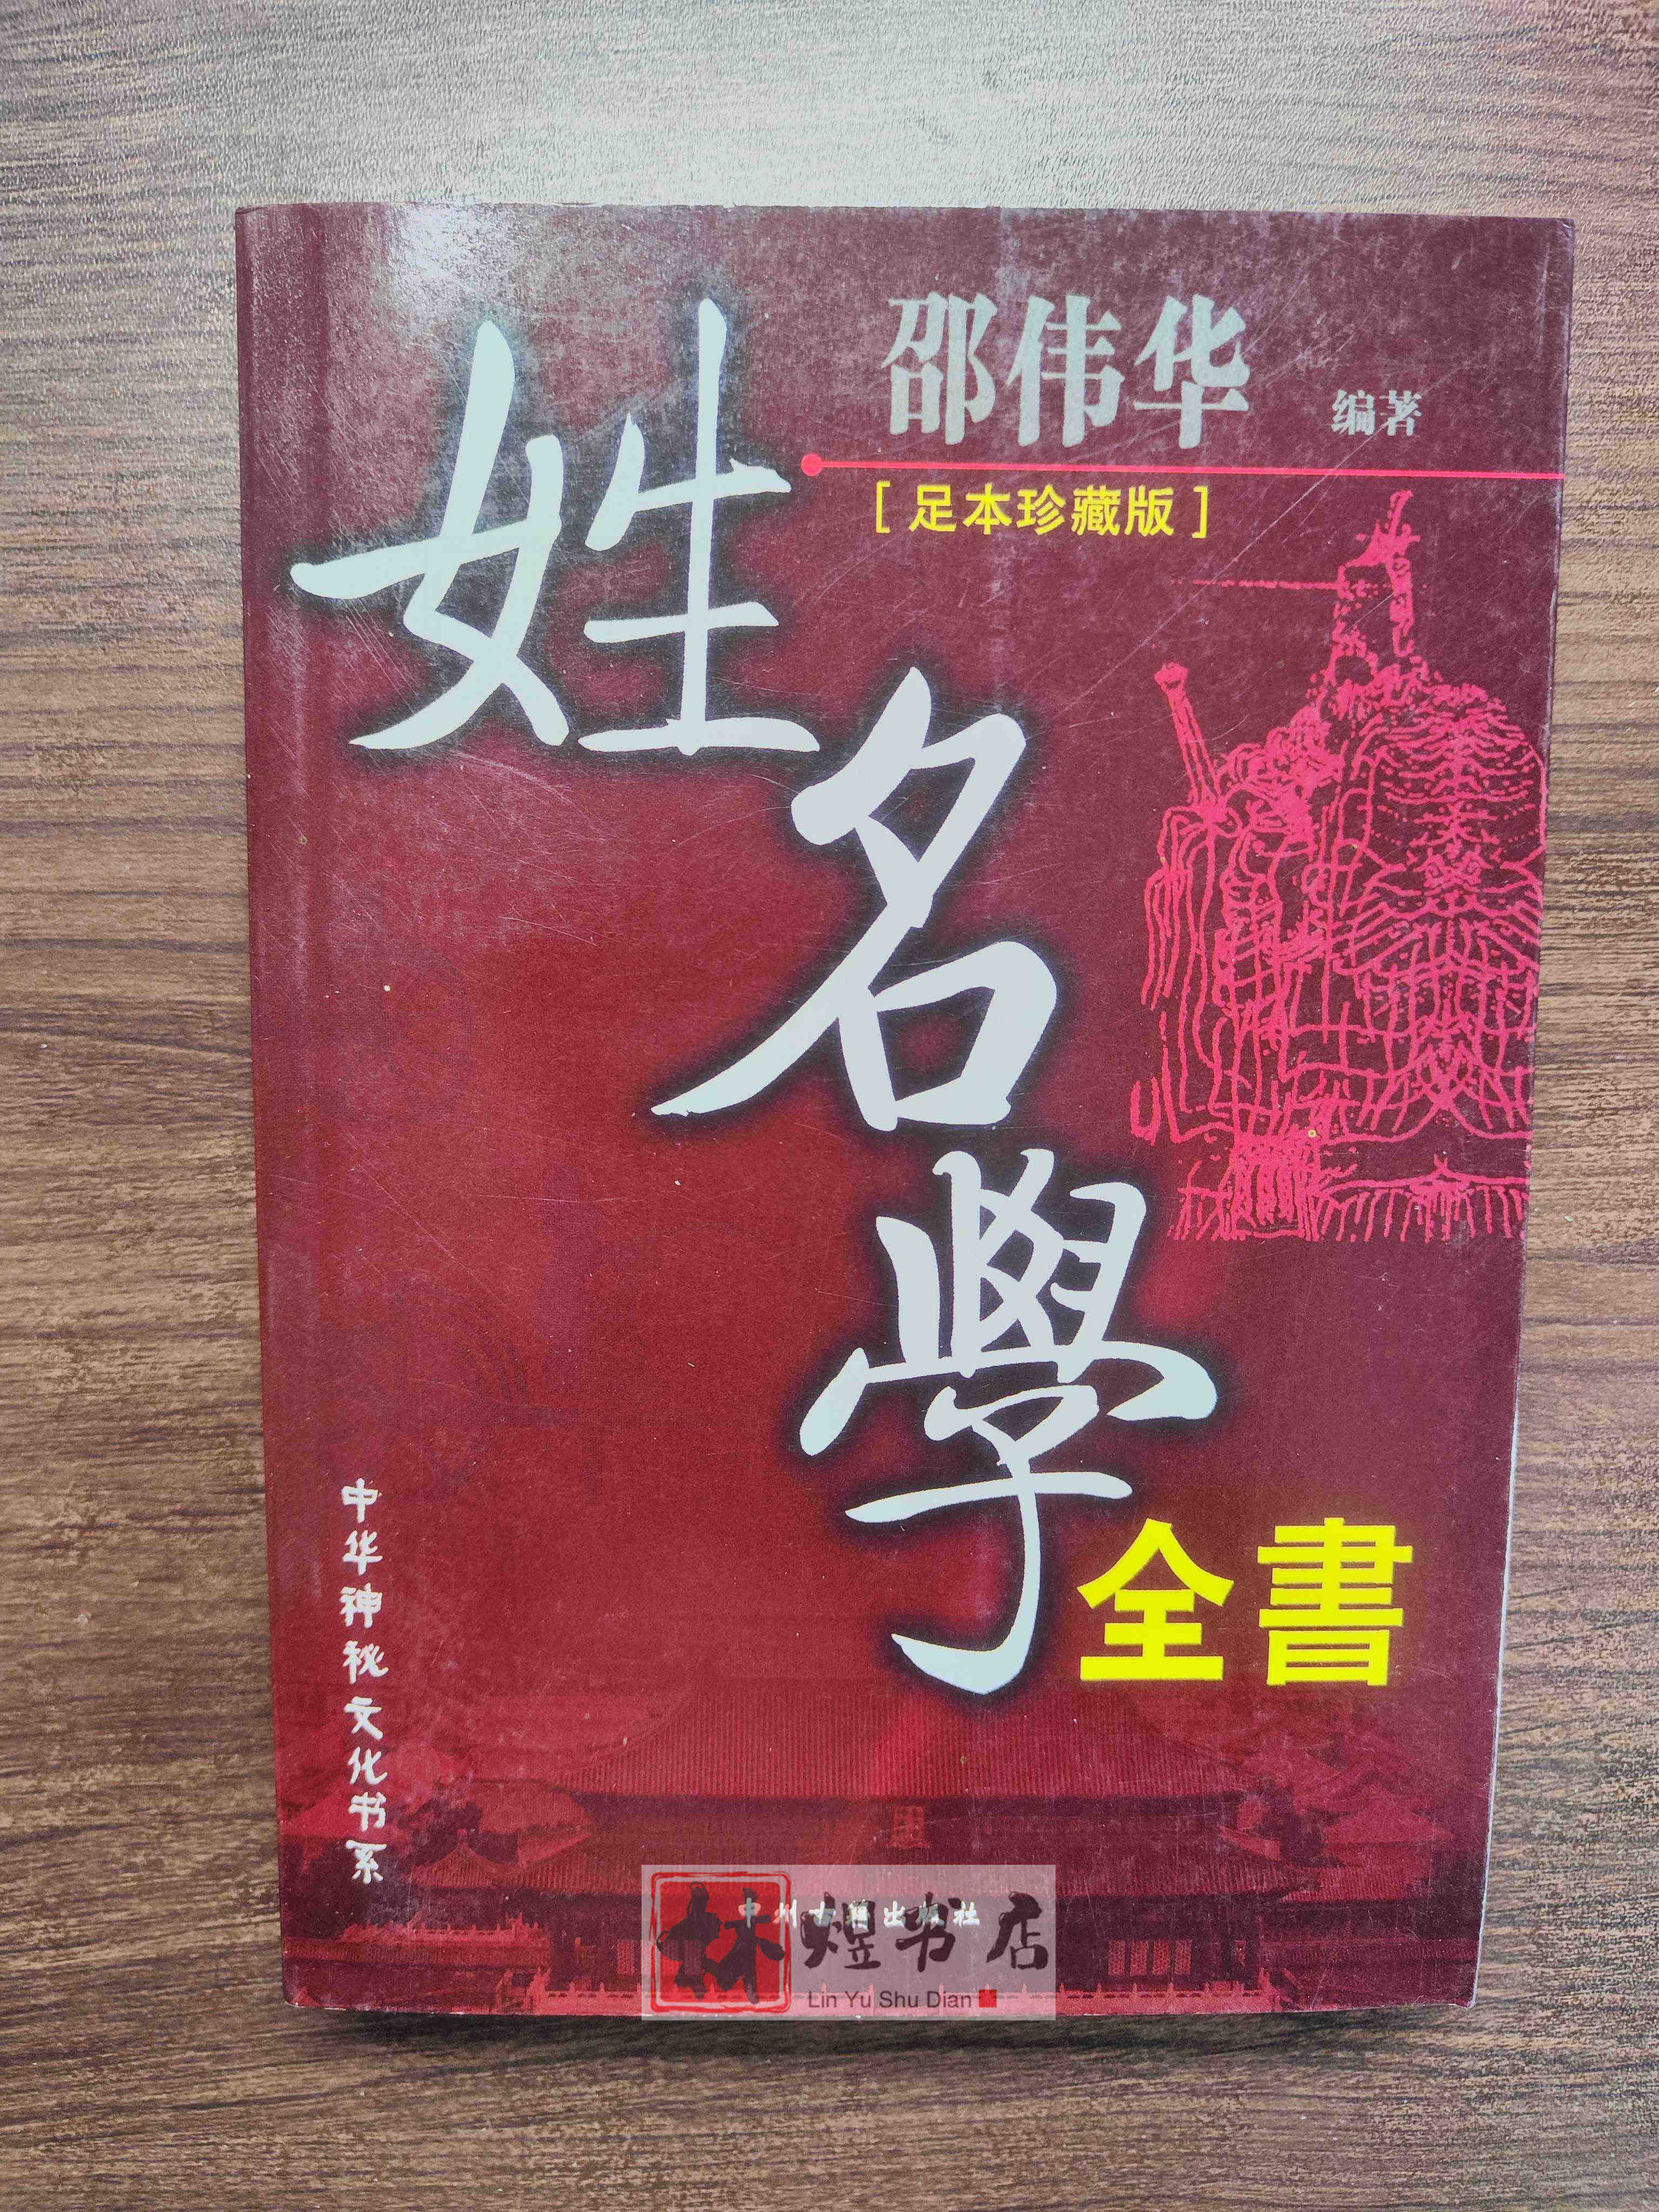 邵伟华 编著
[足本珍藏版]
姓名學
全書
中华神秘文化书系
中州古籍出版社
林煜书店
Lin Yu Shu Dian